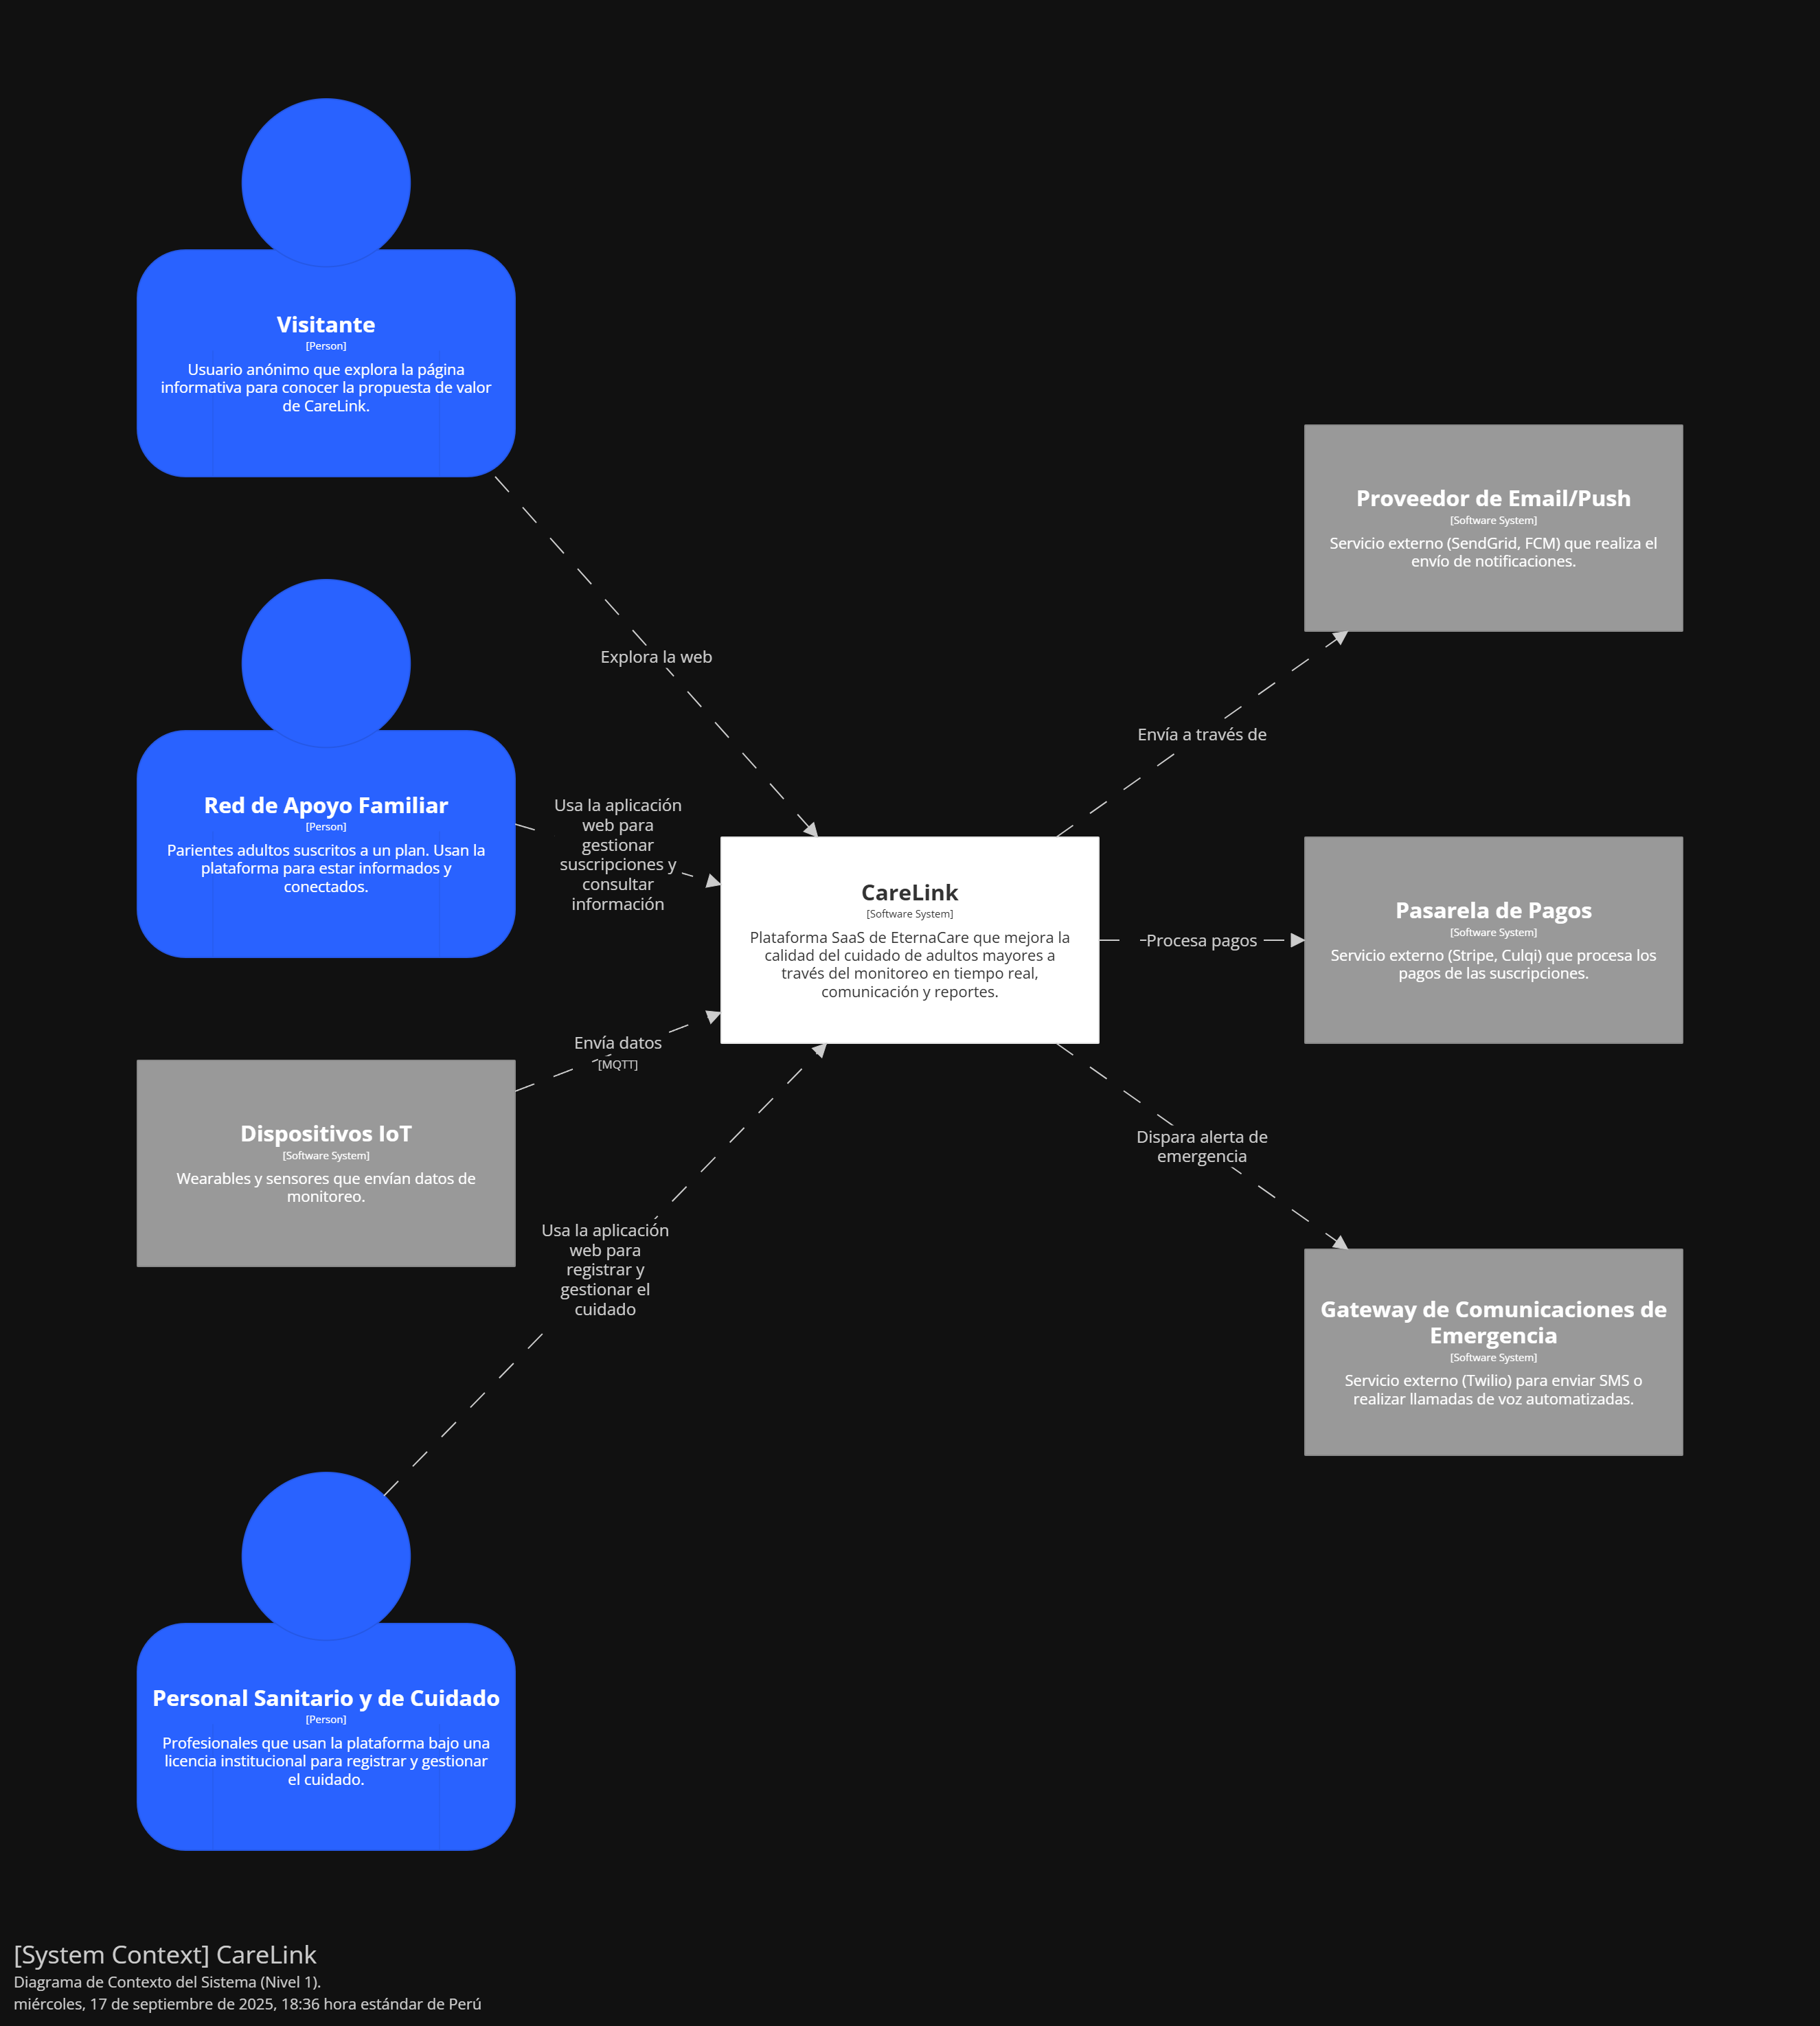 Visitante
[Person]
Usuario anónimo que explora la página
informativa para conocer la propuesta de valor
de CareLink.
Explora la web
Red de Apoyo Familiar
[Person]
Parientes adultos suscritos a un plan. Usan la
plataforma para estar informados y
conectados.
Usa la aplicación
web para
gestionar
suscripciones y
consultar
información
Dispositivos IoT
[Software System]
Wearables y sensores que envían datos de
monitoreo.
Envía datos
[MQTT]
Usa la aplicación
web para
registrar y
gestionar el
cuidado
Personal Sanitario y de Cuidado
[Person]
Profesionales que usan la plataforma bajo una
licencia institucional para registrar y gestionar
el cuidado.
CareLink
[Software System]
Plataforma SaaS de EternaCare que mejora la
calidad del cuidado de adultos mayores a
través del monitoreo en tiempo real,
comunicación y reportes.
Envía a través de
Proveedor de Email/Push
[Software System]
Servicio externo (SendGrid, FCM) que realiza el
envío de notificaciones.
Procesa pagos
Pasarela de Pagos
[Software System]
Servicio externo (Stripe, Culqi) que procesa los
pagos de las suscripciones.
Dispara alerta de
emergencia
Gateway de Comunicaciones de
Emergencia
[Software System]
Servicio externo (Twilio) para enviar SMS o
realizar llamadas de voz automatizadas.
[System Context] CareLink
Diagrama de Contexto del Sistema (Nivel 1).
miércoles, 17 de septiembre de 2025, 18:36 hora estándar de Perú